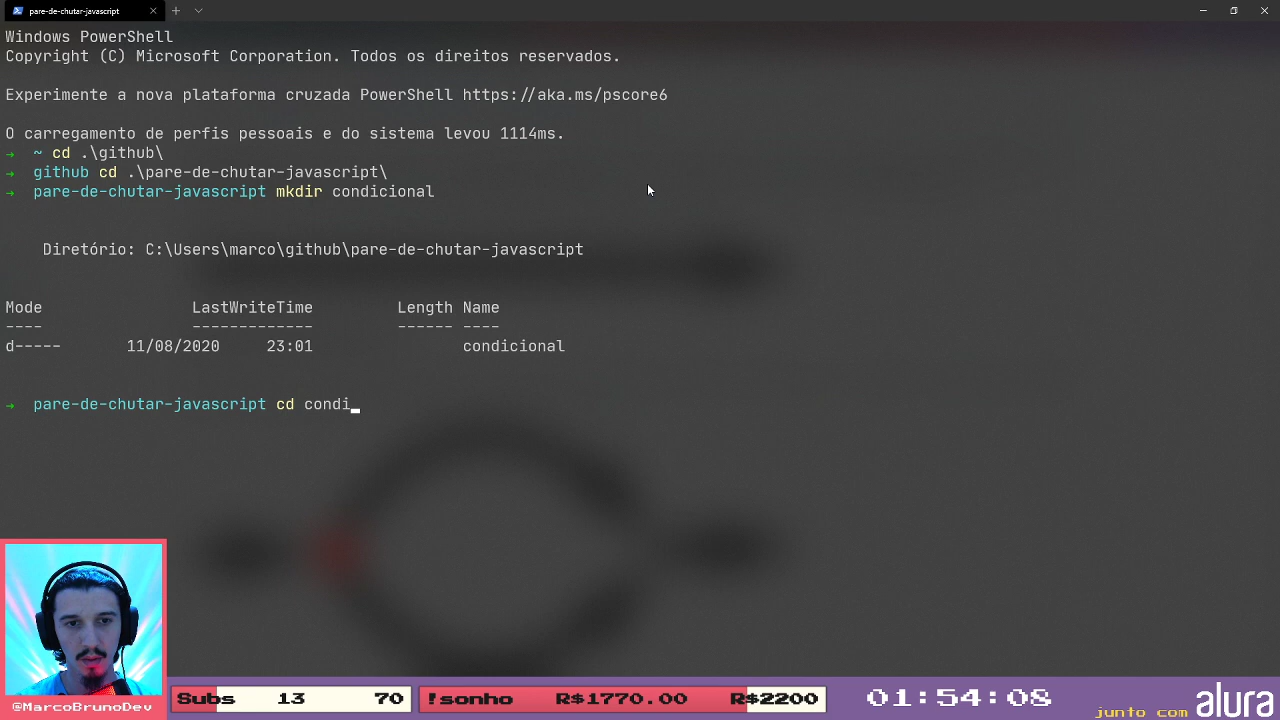 pare-de-chutar-javascript
Windows PowerShell
Copyright (C) Microsoft Corporation. Todos os direitos reservados.
Experimente a nova plataforma cruzada PowerShell https://aka.ms/pscore6
O carregamento de perfis pessoais e do sistema levou 1114ms.
→ ~ cd .\github\
→ github cd .\pare-de-chutar-javascript\
→ pare-de-chutar-javascript mkdir condicional
Diretório: C:\Users\marco\github\pare-de-chutar-javascript
Mode LastWriteTime Length Name
---- ------------- ------ ----
d----- 11/08/2020 23:01 condicional
→ pare-de-chutar-javascript cd condi_
@MarcoBrunoDev
Subs 13 70
!sonho R$1770.00 R$2200
01:54:08
junto com alura